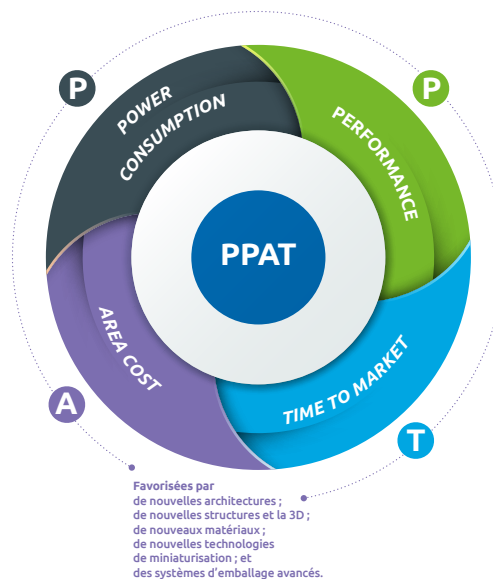 P
P
POWER
CONSUMPTION
PERFORMANCE
PPAT
AREA COST
TIME TO MARKET
A
T
Favorisées par
de nouvelles architectures ;
de nouvelles structures et la 3D ;
de nouveaux matériaux ;
de nouvelles technologies
de miniaturisation ; et
des systèmes d'emballage avancés.